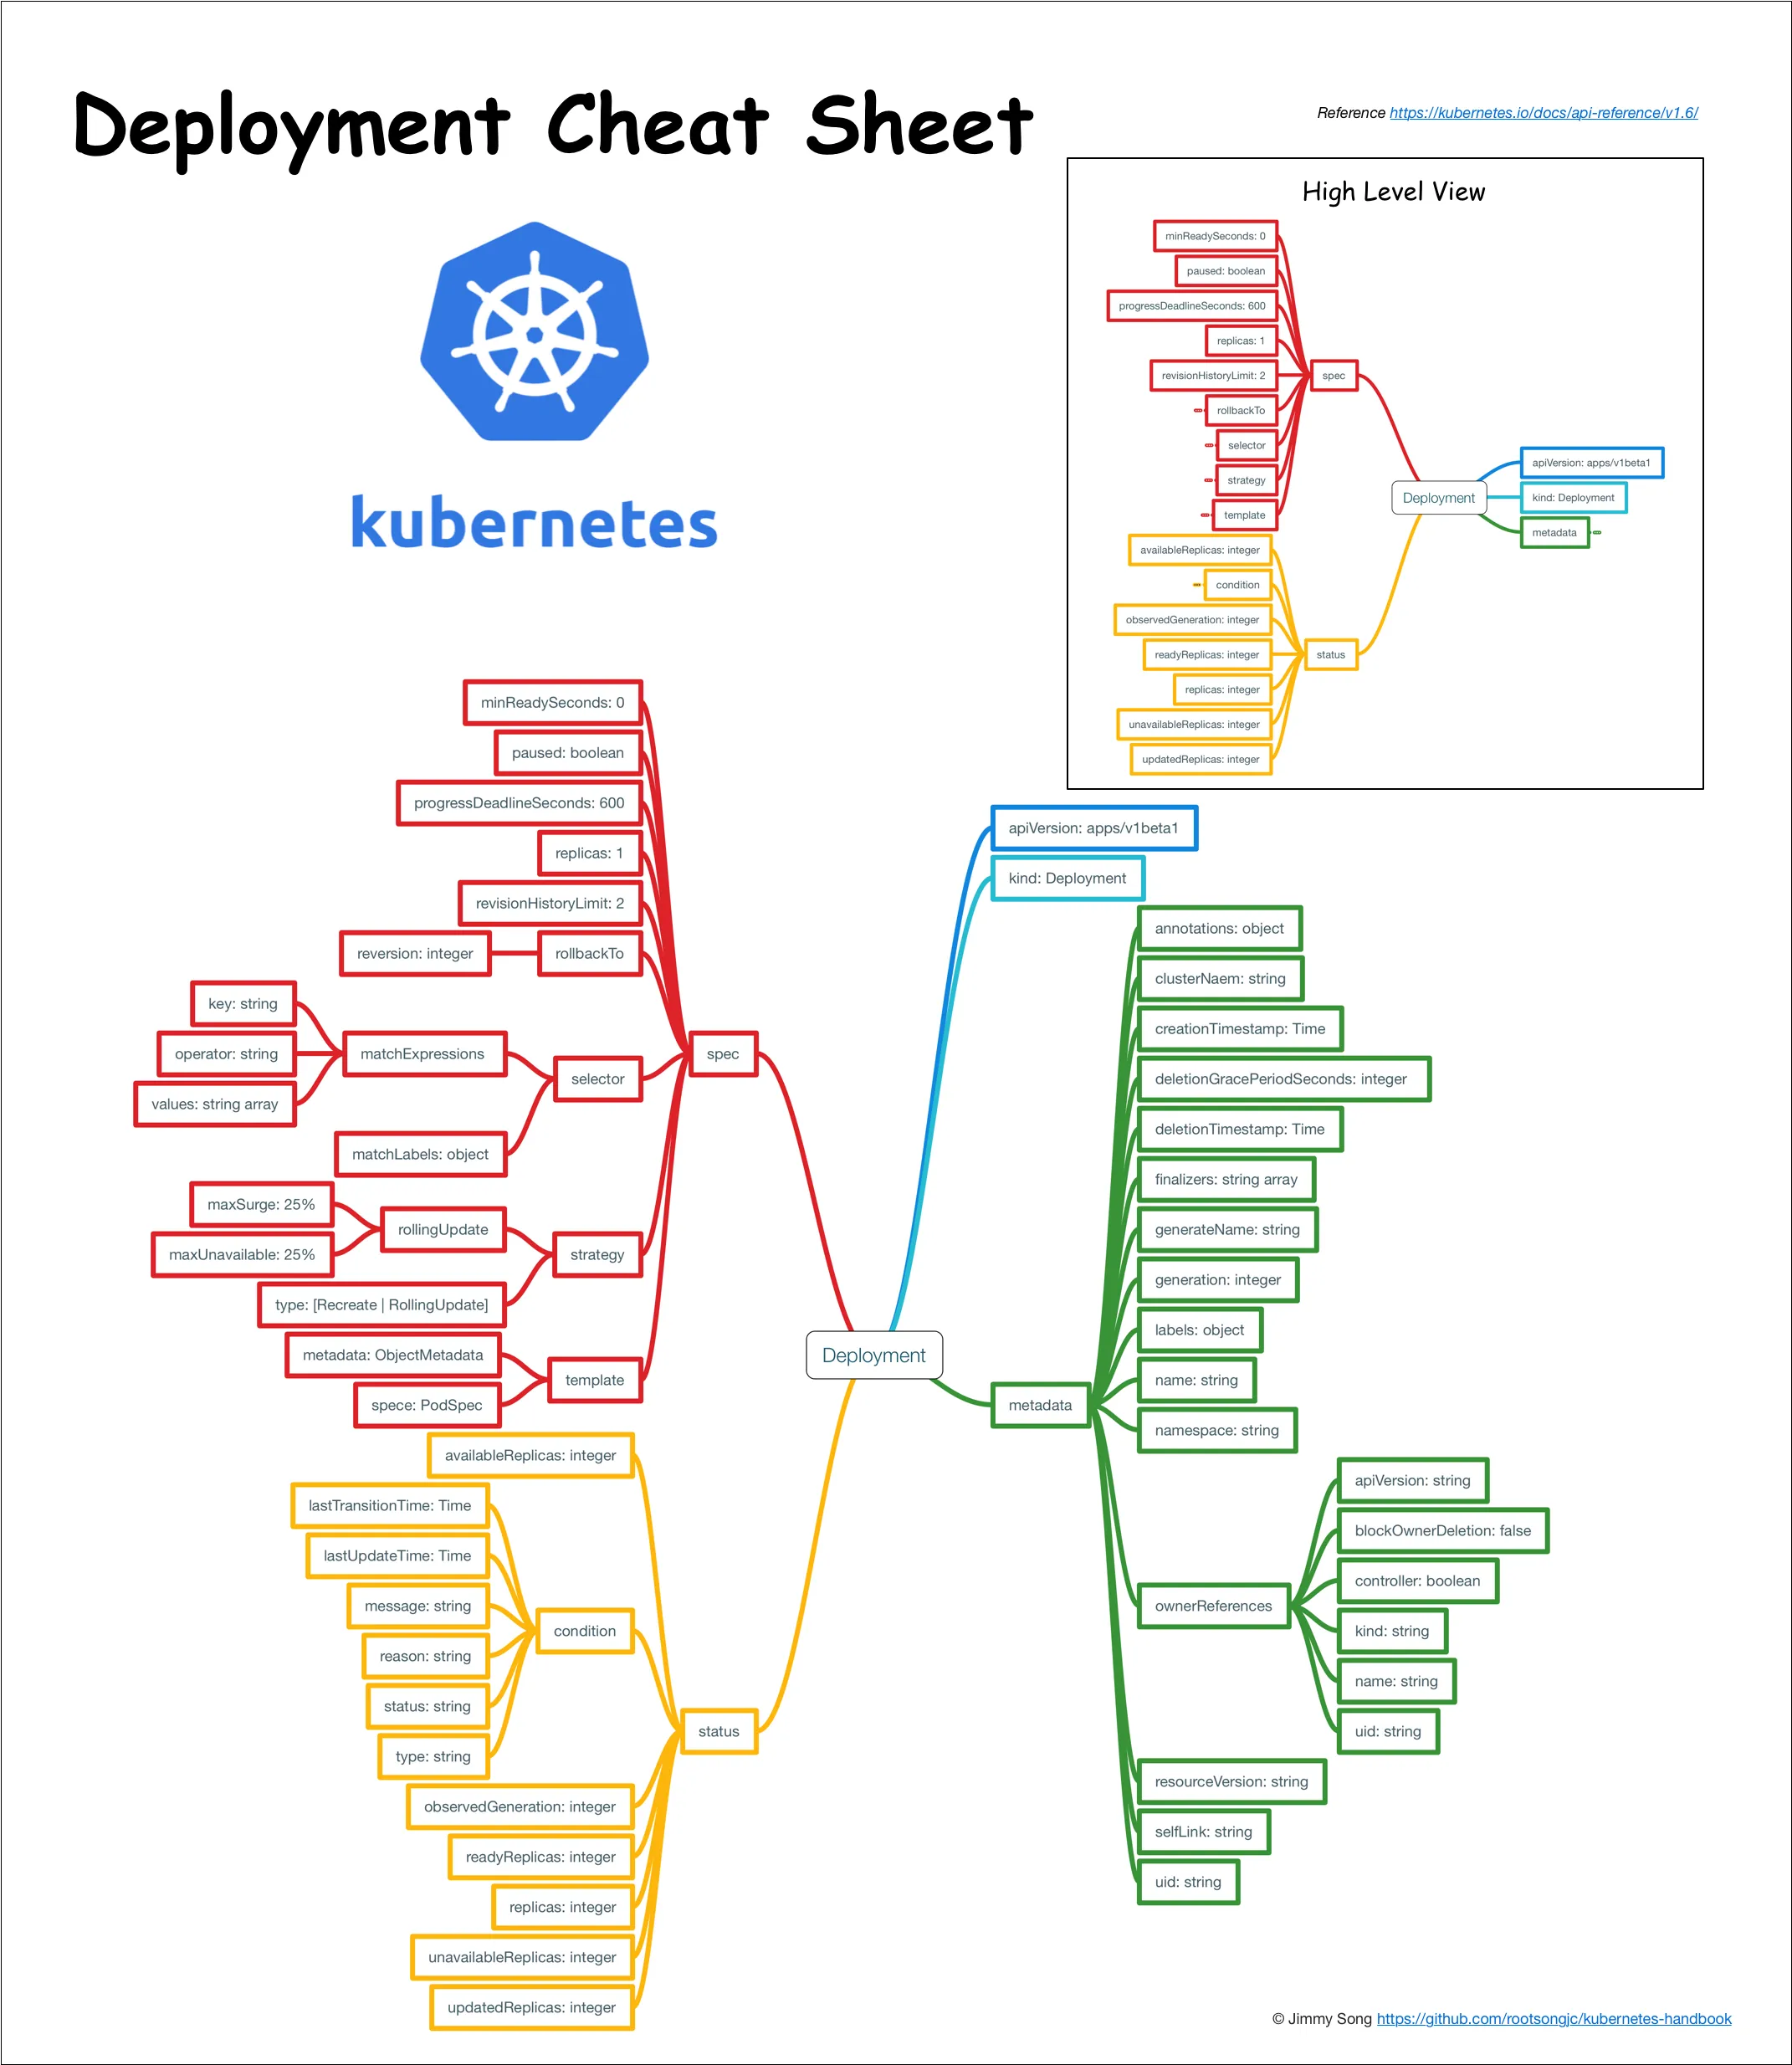 Deployment Cheat Sheet
Reference https://kubernetes.io/docs/api-reference/v1.6/
kubernetes
High Level View
minReadySeconds: 0
paused: boolean
progressDeadlineSeconds: 600
replicas: 1
revisionHistoryLimit: 2
rollbackTo
selector
strategy
template
spec
availableReplicas: integer
condition
observedGeneration: integer
readyReplicas: integer
replicas: integer
unavailableReplicas: integer
updatedReplicas: integer
status
Deployment
apiVersion: apps/v1beta1
kind: Deployment
metadata
minReadySeconds: 0
paused: boolean
progressDeadlineSeconds: 600
replicas: 1
revisionHistoryLimit: 2
reversion: integer
rollbackTo
key: string
operator: string
values: string array
matchExpressions
matchLabels: object
selector
maxSurge: 25%
maxUnavailable: 25%
rollingUpdate
type: [Recreate | RollingUpdate]
strategy
metadata: ObjectMetadata
spece: PodSpec
template
spec
availableReplicas: integer
lastTransitionTime: Time
lastUpdateTime: Time
message: string
reason: string
status: string
type: string
condition
observedGeneration: integer
readyReplicas: integer
replicas: integer
unavailableReplicas: integer
updatedReplicas: integer
status
Deployment
apiVersion: apps/v1beta1
kind: Deployment
metadata
annotations: object
clusterNaem: string
creationTimestamp: Time
deletionGracePeriodSeconds: integer
deletionTimestamp: Time
finalizers: string array
generateName: string
generation: integer
labels: object
name: string
namespace: string
ownerReferences
apiVersion: string
blockOwnerDeletion: false
controller: boolean
kind: string
name: string
uid: string
resourceVersion: string
selfLink: string
uid: string
© Jimmy Song https://github.com/rootsongjc/kubernetes-handbook